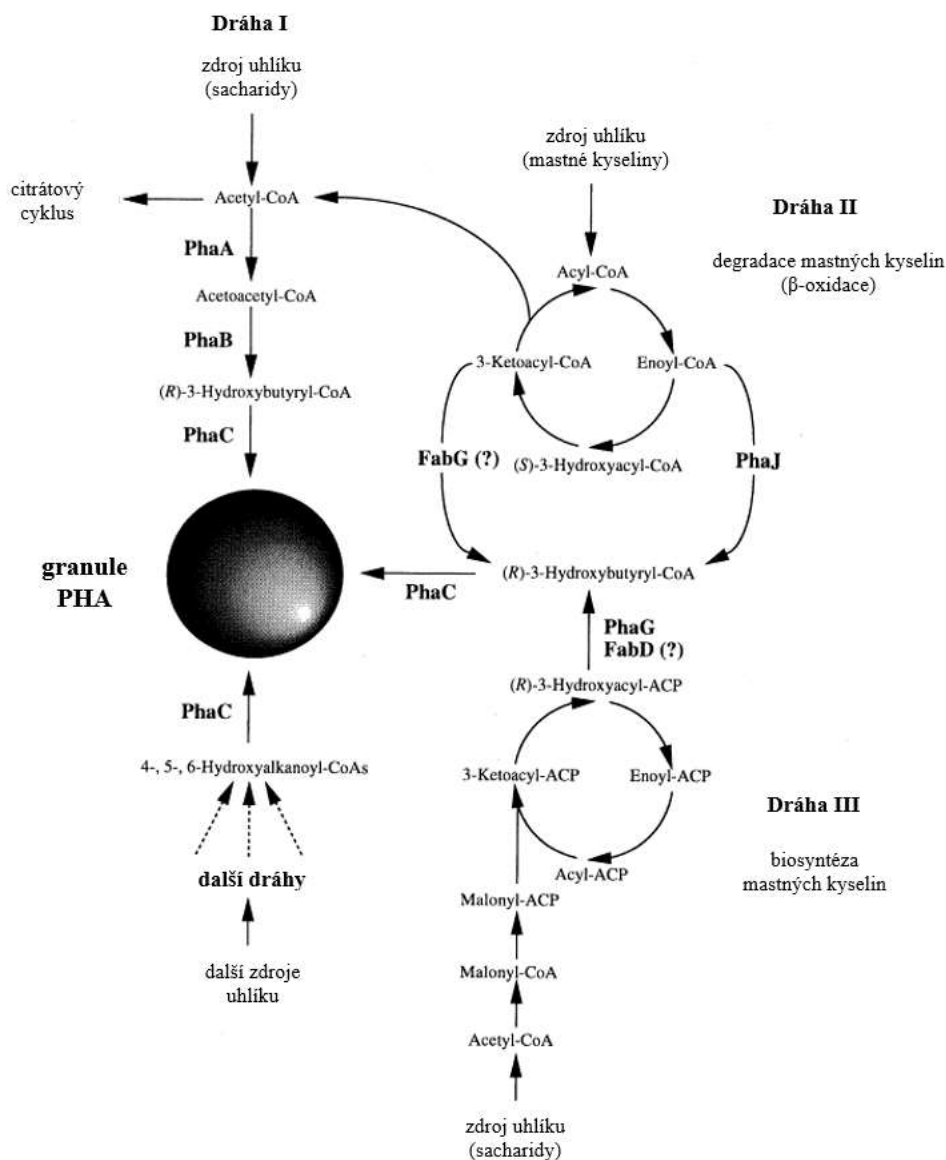 Dráha I
zdroj uhlíku
(sacharidy)
zdroj uhlíku
(mastné kyseliny)
citrátový
cyklus
Acetyl-CoA
Dráha II
PhaA
degradace mastných kyselin
(β-oxidace)
Acyl-CoA
Acetoacetyl-CoA
PhaB
3-Ketoacyl-CoA
Enoyl-CoA
(R)-3-Hydroxybutyryl-CoA
PhaC
FabG (?)
(S)-3-Hydroxyacyl-CoA
PhaJ
granule
PHA
PhaC
(R)-3-Hydroxybutyryl-CoA
PhaG
FabD (?)
PhaC
(R)-3-Hydroxyacyl-ACP
4-, 5-, 6-Hydroxyalkanoyl-CoAs
3-Ketoacyl-ACP
Enoyl-ACP
Dráha III
biosyntéza
mastných kyselin
další dráhy
Acyl-ACP
Malonyl-ACP
další zdroje
uhlíku
Malonyl-CoA
Acetyl-CoA
zdroj uhlíku
(sacharidy)